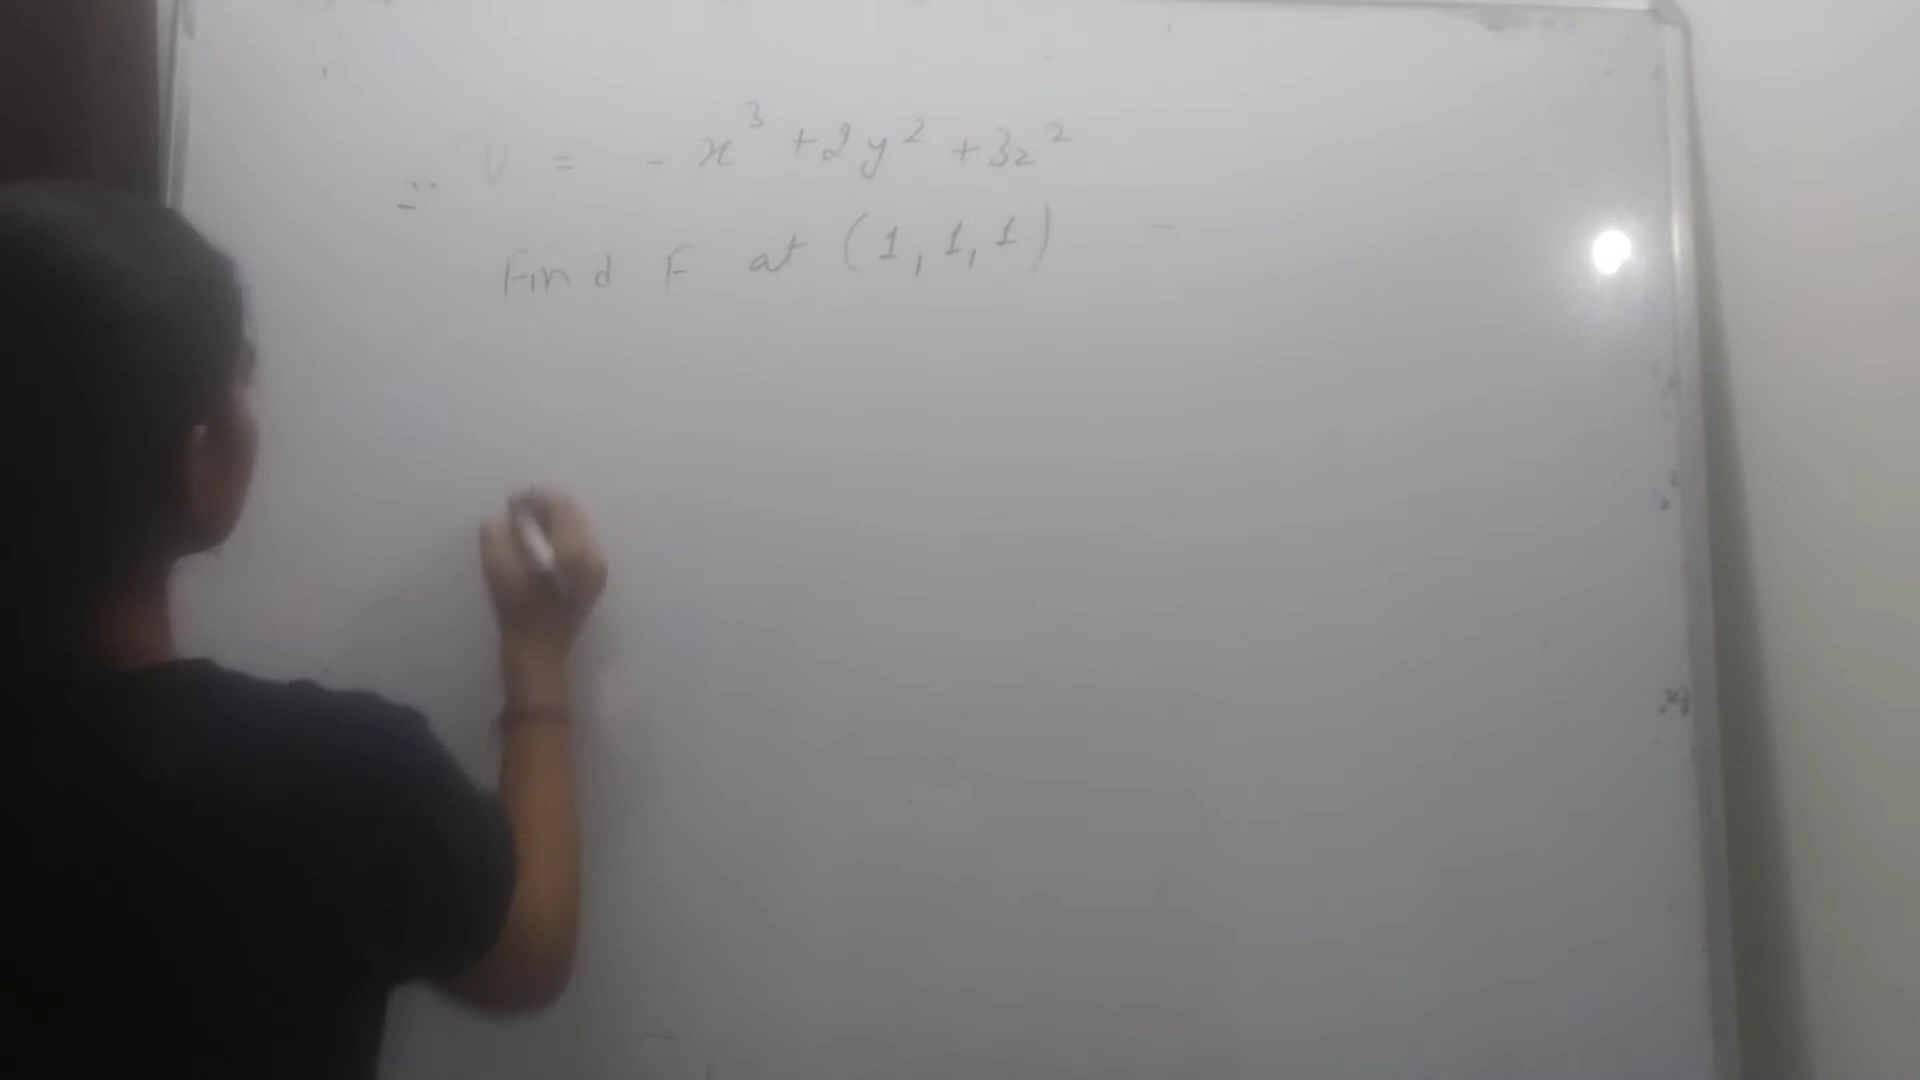 U = - x³ + 2y² + 3z²
Find F at (1, 1, 1)